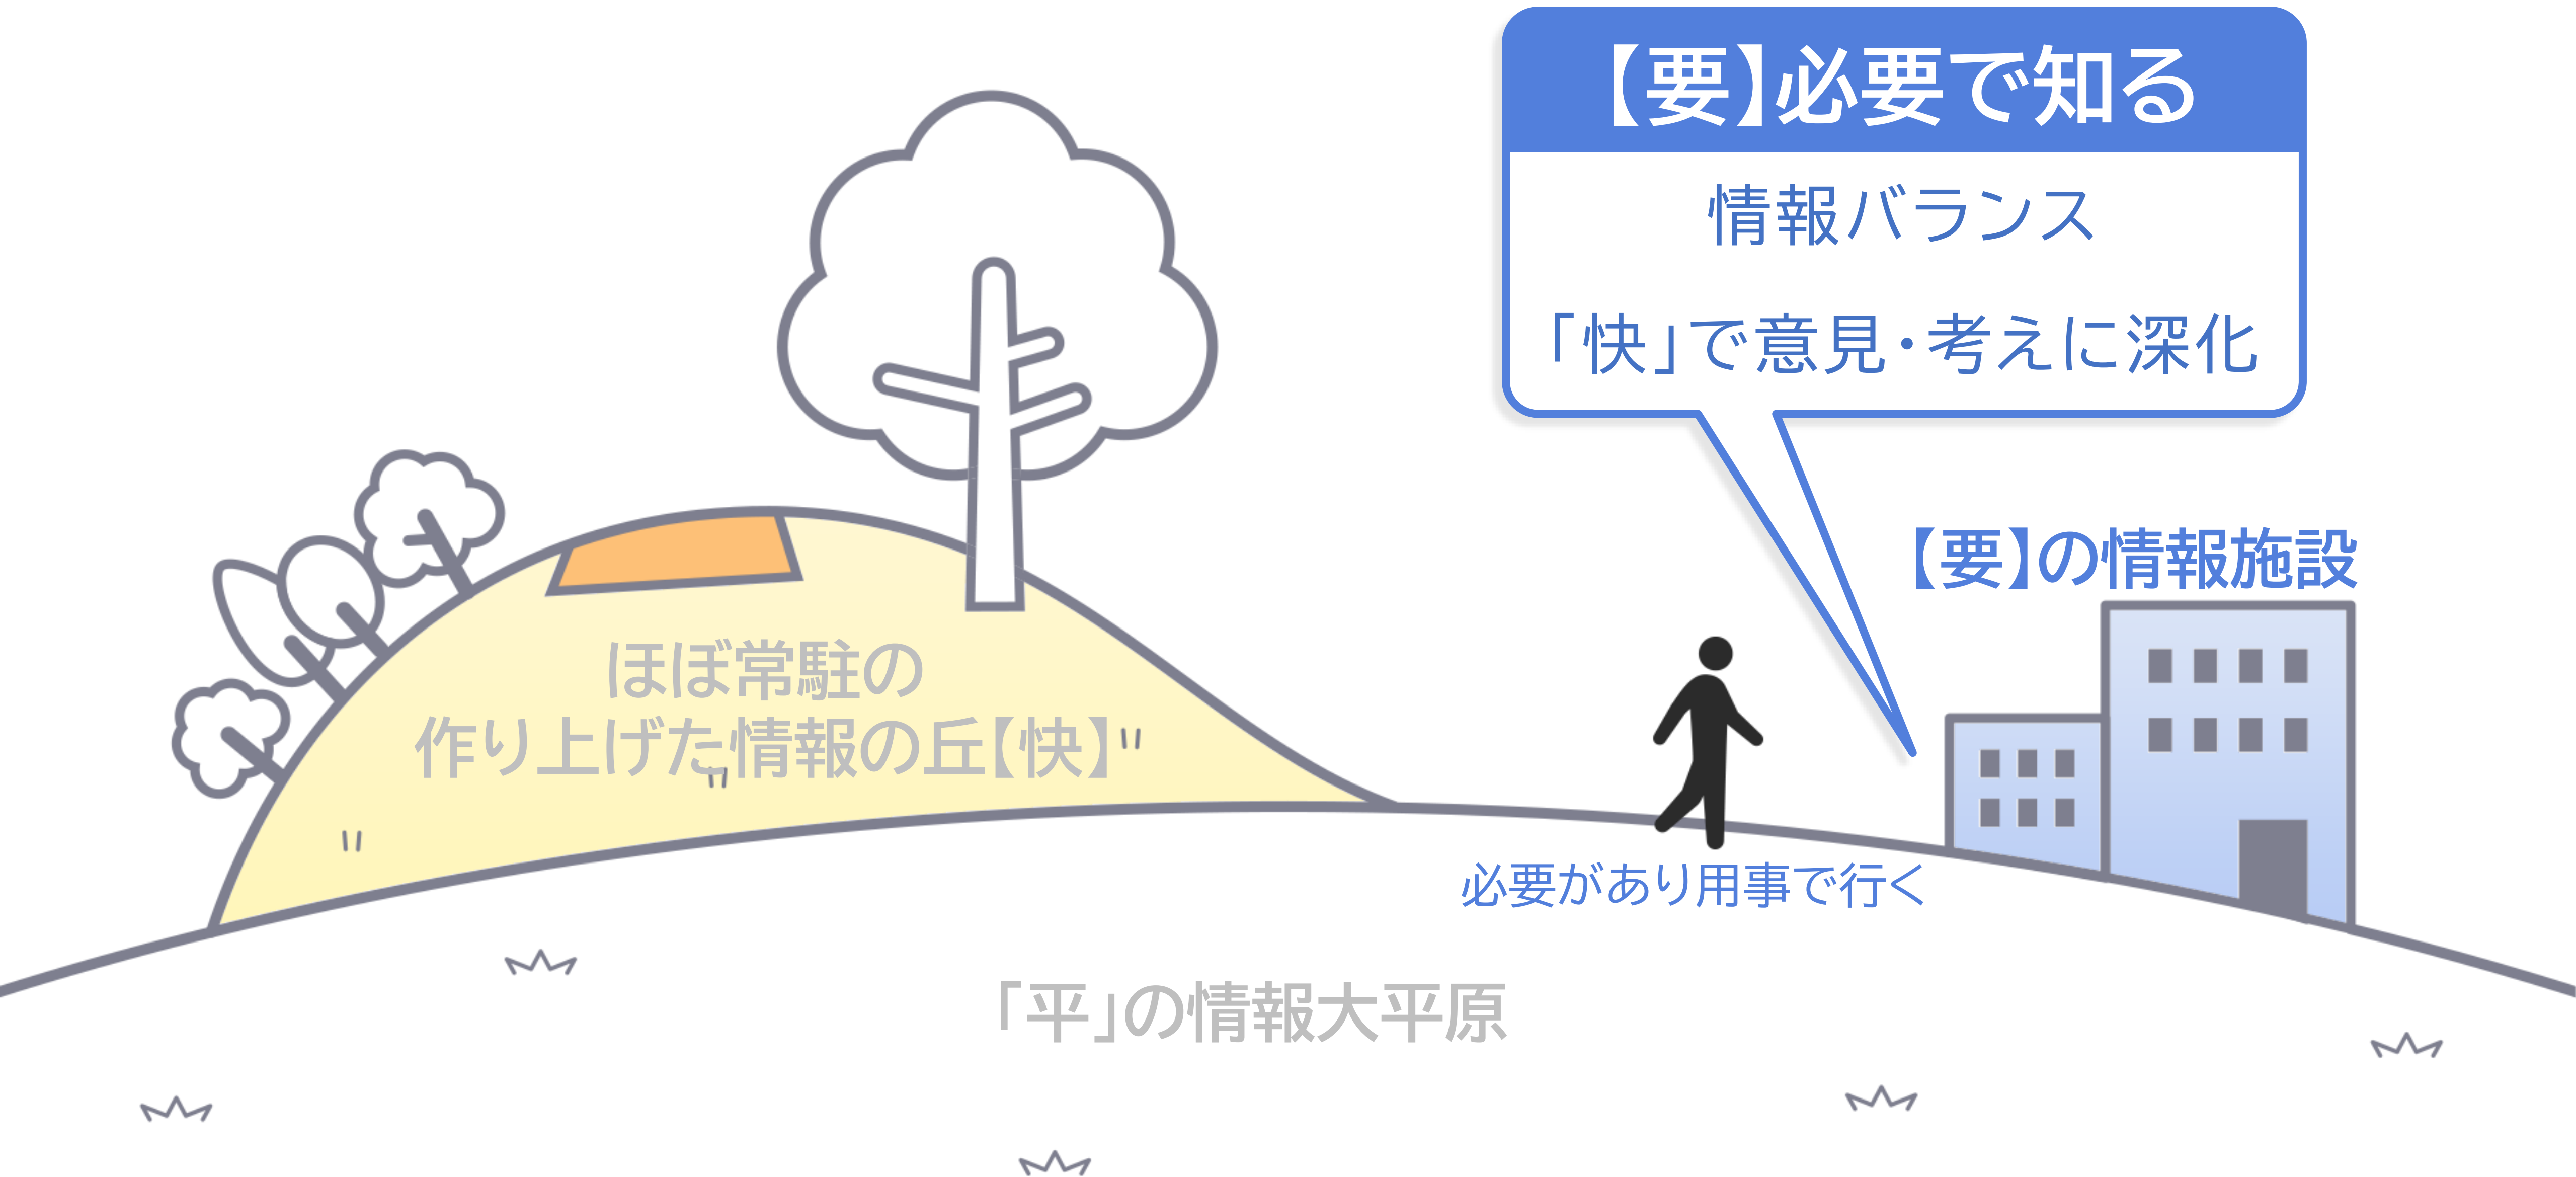 【要】必要で知る
情報バランス
「快」で意見・考えに深化
【要】の情報施設
ほぼ常駐の
作り上げた情報の丘【快】
必要があり用事で行く
「平」の情報大平原